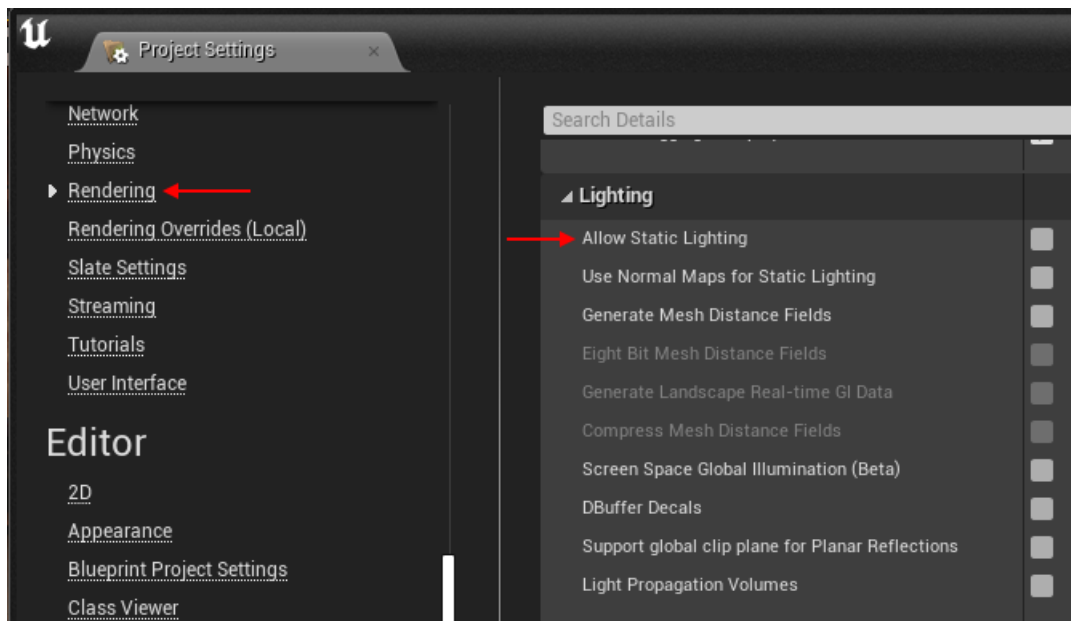 Project Settings
Network
Physics
Rendering
Rendering Overrides (Local)
Slate Settings
Streaming
Tutorials
User Interface
Editor
2D
Appearance
Blueprint Project Settings
Class Viewer
Search Details
Lighting
Allow Static Lighting
Use Normal Maps for Static Lighting
Generate Mesh Distance Fields
Eight Bit Mesh Distance Fields
Generate Landscape Real-time GI Data
Compress Mesh Distance Fields
Screen Space Global Illumination (Beta)
DBuffer Decals
Support global clip plane for Planar Reflections
Light Propagation Volumes